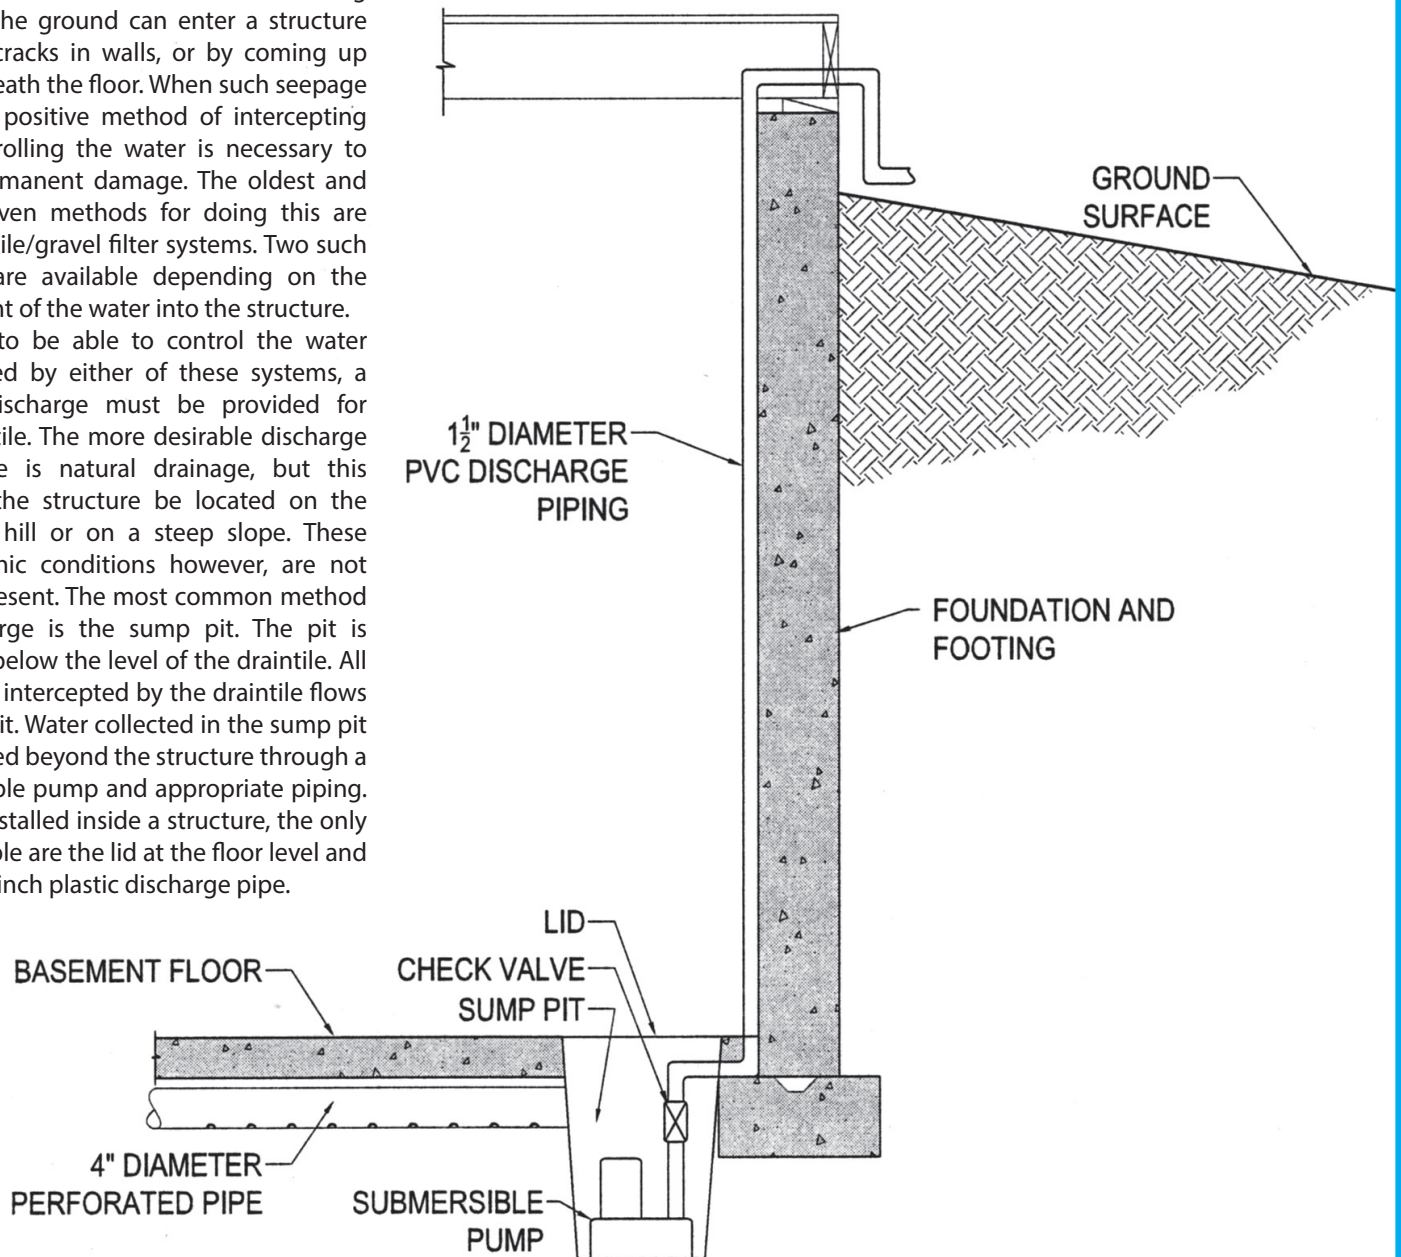 he ground can enter a structure
cracks in walls, or by coming up
eath the floor. When such seepage
positive method of intercepting
rolling the water is necessary to
rmanent damage. The oldest and
ven methods for doing this are
ile/gravel filter systems. Two such
are available depending on the
nt of the water into the structure.
to be able to control the water
ed by either of these systems, a
discharge must be provided for
tile. The more desirable discharge
e is natural drainage, but this
the structure be located on the
hill or on a steep slope. These
nic conditions however, are not
esent. The most common method
arge is the sump pit. The pit is
below the level of the draintile. All
intercepted by the draintile flows
it. Water collected in the sump pit
ed beyond the structure through a
ble pump and appropriate piping.
stalled inside a structure, the only
ble are the lid at the floor level and
inch plastic discharge pipe.
GROUND
SURFACE
1½" DIAMETER
PVC DISCHARGE
PIPING
FOUNDATION AND
FOOTING
LID
CHECK VALVE
SUMP PIT
BASEMENT FLOOR
4" DIAMETER
PERFORATED PIPE
SUBMERSIBLE
PUMP